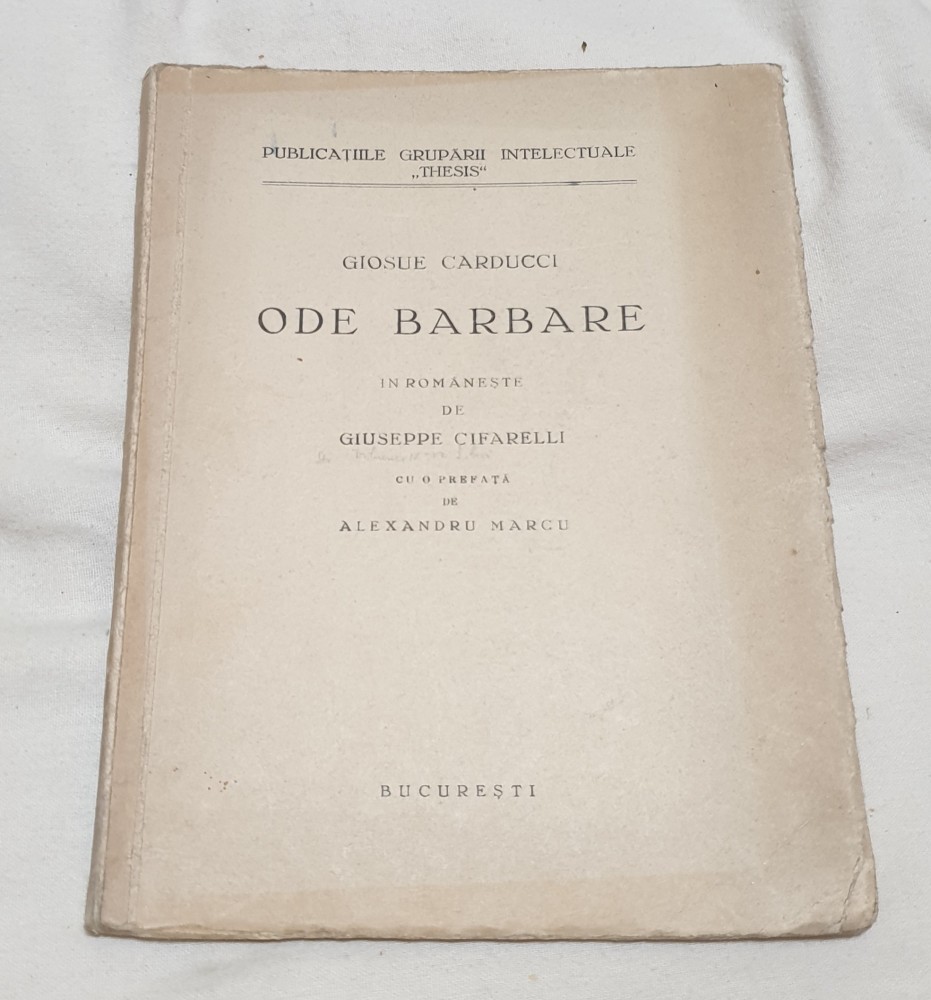 PUBLICAȚIILE GRUPĂRII INTELECTUALE
„THESIS“
GIOSUE CARDUCCI
ODE BARBARE
IN ROMÂNEȘTE
DE
GIUSEPPE CIFARELLI
CU O PREFAȚĂ
DE
ALEXANDRU MARCU
BUCUREȘTI